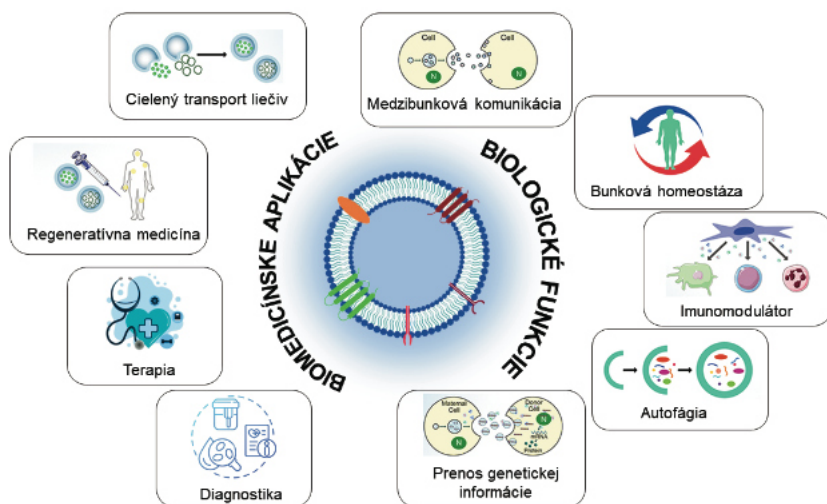 Cielený transport liečiv
Regeneratívna medicína
Terapia
Diagnostika
BIOMEDICÍNSKE APLIKÁCIE
BIOLOGICKÉ FUNKCIE
Cell
Cell
N
N
Medzibunková komunikácia
Bunková homeostáza
Imunomodulátor
Autofágia
Maternal
Cell
Donor
Cell
N
N
mRNA
Protein
Prenos genetickej
informácie